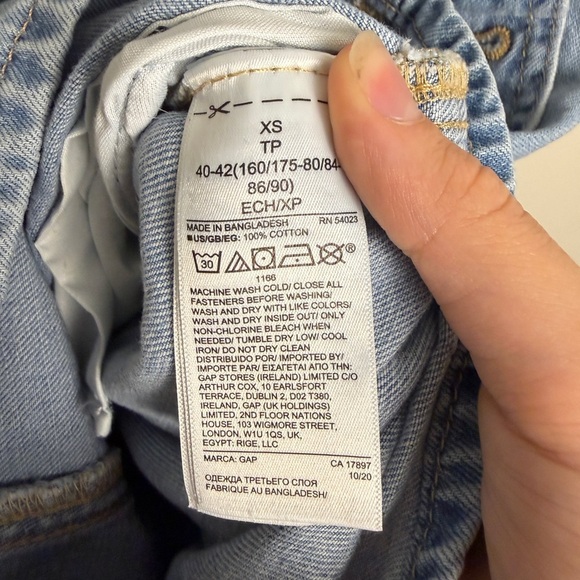 XS
TP
40-42(160/175-80/84-
86/90)
ECH/XP
MADE IN BANGLADESH RN 54023
■US/GB/EG: 100% COTTON
30
®
1166
MACHINE WASH COLD/ CLOSE ALL
FASTENERS BEFORE WASHING/
WASH AND DRY WITH LIKE COLORS/
WASH AND DRY INSIDE OUT/ ONLY
NON-CHLORINE BLEACH WHEN
NEEDED/ TUMBLE DRY LOW/ COOL
IRON/ DO NOT DRY CLEAN
DISTRIBUIDO POR/ IMPORTED BY/
IMPORTE PAR/ ΕΙΣΑΓΕΤΑΙ ΑΠΟ ΤΗΝ:
GAP STORES (IRELAND) LIMITED C/O
ARTHUR COX, 10 EARLSFORT
TERRACE, DUBLIN 2, D02 T380,
IRELAND, GAP (UK HOLDINGS)
LIMITED, 2ND FLOOR NATIONS
HOUSE, 103 WIGMORE STREET,
LONDON, W1U 1QS, UK,
EGYPT: RIGE, LLC
MARCA: GAP CA 17897
10/20
ОДЕЖДА ТРЕТЬЕГО СЛОЯ
FABRIQUE AU BANGLADESH/